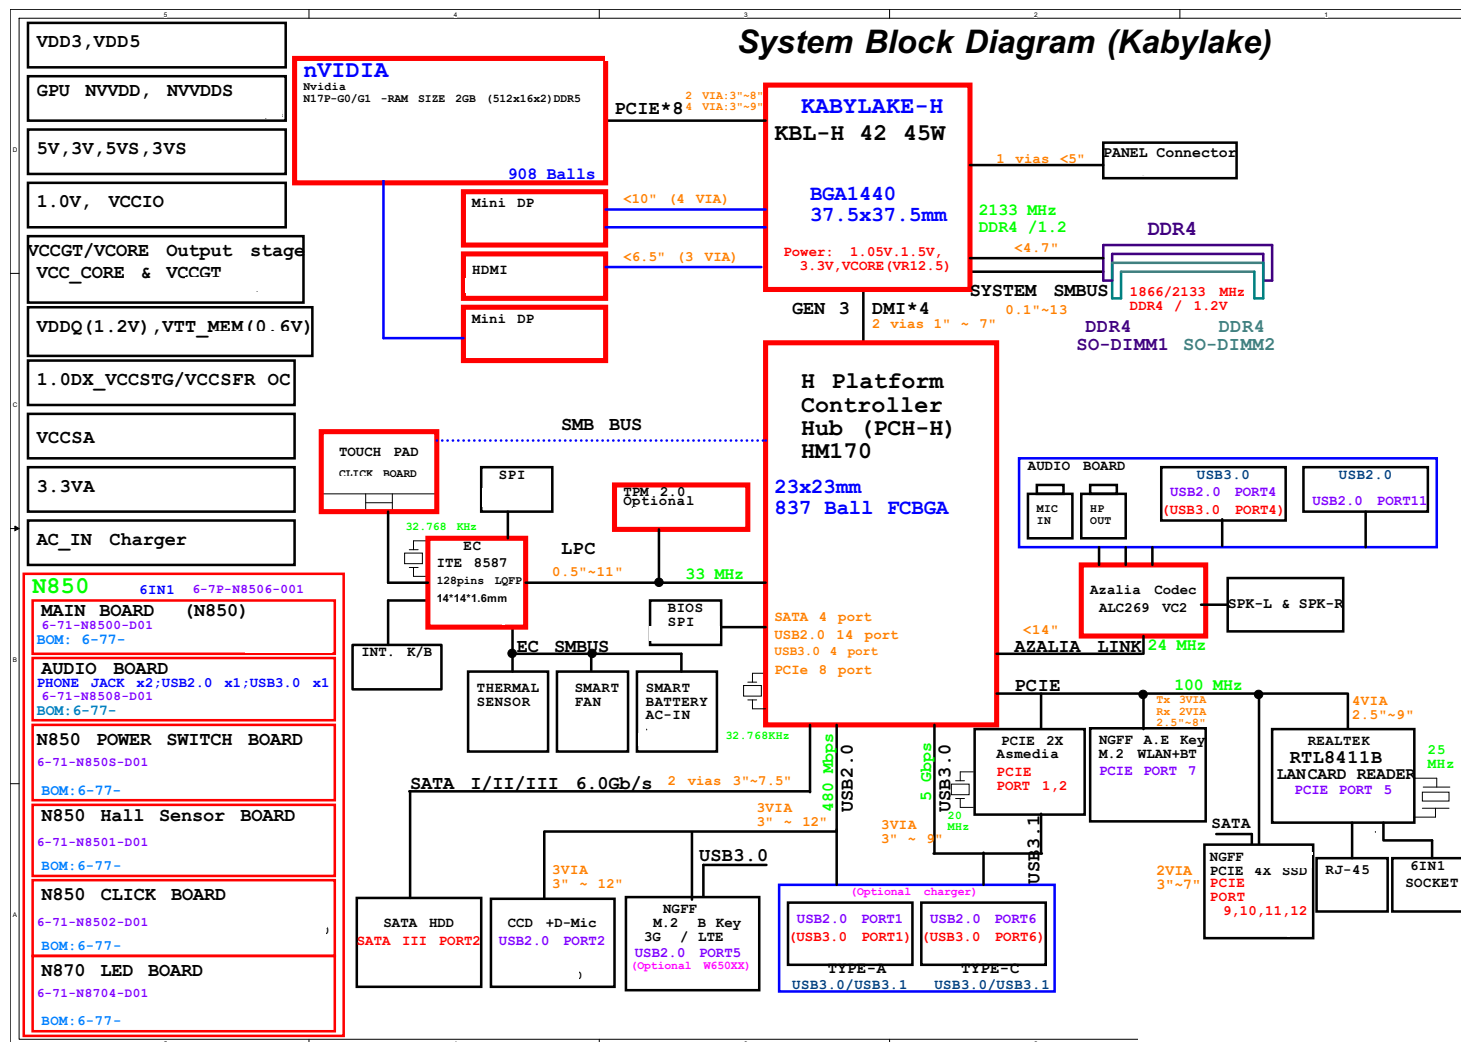 System Block Diagram (Kabylake)
5
4
3
2
1
D
C
B
A
VDD3,VDD5
GPU NVVDD, NVVDDS
5V,3V,5VS,3VS
1.0V, VCCIO
VCCGT/VCORE Output stage
VCC_CORE & VCCGT
VDDQ(1.2V),VTT_MEM(0.6V)
1.0DX_VCCSTG/VCCSFR OC
VCCSA
3.3VA
AC_IN Charger
N850 6IN1 6-7P-N8506-001
MAIN BOARD (N850)
6-71-N8500-D01
BOM: 6-77-
AUDIO BOARD
PHONE JACK x2;USB2.0 x1;USB3.0 x1
6-71-N8508-D01
BOM:6-77-
N850 POWER SWITCH BOARD
6-71-N850S-D01
BOM:6-77-
N850 Hall Sensor BOARD
6-71-N8501-D01
BOM:6-77-
N850 CLICK BOARD
6-71-N8502-D01
)
BOM:6-77-
N870 LED BOARD
6-71-N8704-D01
BOM:6-77-
nVIDIA
Nvidia
N17P-G0/G1 -RAM SIZE 2GB (512x16x2)DDR5
908 Balls
PCIE*8
2 VIA:3"~8"
4 VIA:3"~9"
Mini DP
<10" (4 VIA)
HDMI
<6.5" (3 VIA)
Mini DP
KABYLAKE-H
KBL-H 42 45W
BGA1440
37.5x37.5mm
Power: 1.05V.1.5V,
3.3V,VCORE(VR12.5)
1 vias <5"
PANEL Connector
2133 MHz
DDR4 /1.2
<4.7"
DDR4
SYSTEM SMBUS
0.1"~13
1866/2133 MHz
DDR4 / 1.2V
DDR4
SO-DIMM1
DDR4
SO-DIMM2
GEN 3 DMI*4
2 vias 1" ~ 7"
H Platform
Controller
Hub (PCH-H)
HM170
23x23mm
837 Ball FCBGA
SATA 4 port
USB2.0 14 port
USB3.0 4 port
PCIe 8 port
SMB BUS
TOUCH PAD
CLICK BOARD
SPI
TPM 2.0
Optional
32.768 KHz
EC
ITE 8587
128pins LQFP
14*14*1.6mm
LPC
0.5"~11"
33 MHz
BIOS
SPI
INT. K/B
EC SMBUS
THERMAL
SENSOR
SMART
FAN
SMART
BATTERY
AC-IN
32.768KHz
AUDIO BOARD
MIC
IN
HP
OUT
USB3.0
USB2.0 PORT4
(USB3.0 PORT4)
USB2.0
USB2.0 PORT11
Azalia Codec
ALC269 VC2
SPK-L & SPK-R
<14"
AZALIA LINK
24 MHz
PCIE
100 MHz
SATA I/II/III 6.0Gb/s
2 vias 3"~7.5"
480 Mbps
USB2.0
5 Gbps
USB3.0
3VIA
3" ~ 12"
3VIA
3" ~ 9"
20
MHz
PCIE 2X
Asmedia
PCIE
PORT 1,2
USB3.1
Tx 3VIA
Rx 2VIA
2.5"~8"
NGFF A.E Key
M.2 WLAN+BT
PCIE PORT 7
4VIA
2.5"~9"
REALTEK
RTL8411B
LANCARD READER
PCIE PORT 5
25
MHz
SATA
2VIA
3"~7"
NGFF
PCIE 4X SSD
PCIE
PORT
9,10,11,12
RJ-45
6IN1
SOCKET
SATA HDD
SATA III PORT2
3VIA
3" ~ 12"
CCD +D-Mic
USB2.0 PORT2
)
USB3.0
NGFF
M.2 B Key
3G / LTE
USB2.0 PORT5
(Optional W650XX)
(Optional charger)
USB2.0 PORT1
(USB3.0 PORT1)
TYPE-A
USB3.0/USB3.1
USB2.0 PORT6
(USB3.0 PORT6)
TYPE-C
USB3.0/USB3.1